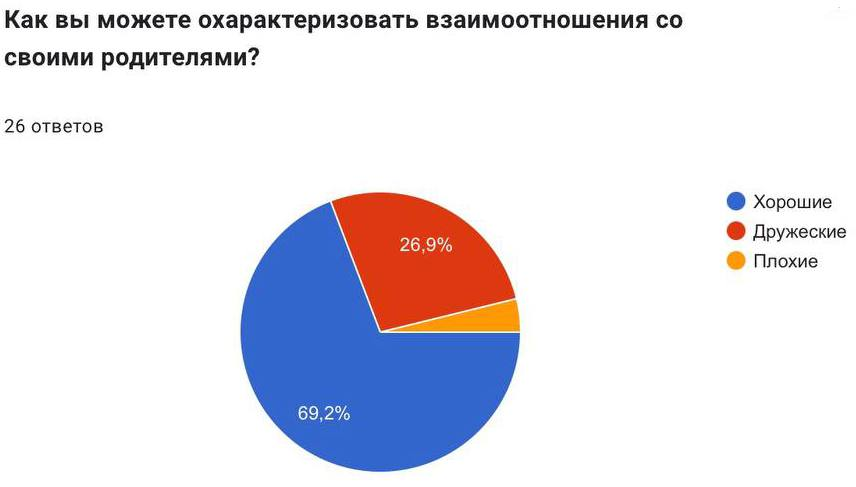 Как вы можете охарактеризовать взаимоотношения со
своими родителями?
26 ответов
Хорошие
26,9%
Дружеские
Плохие
69,2%